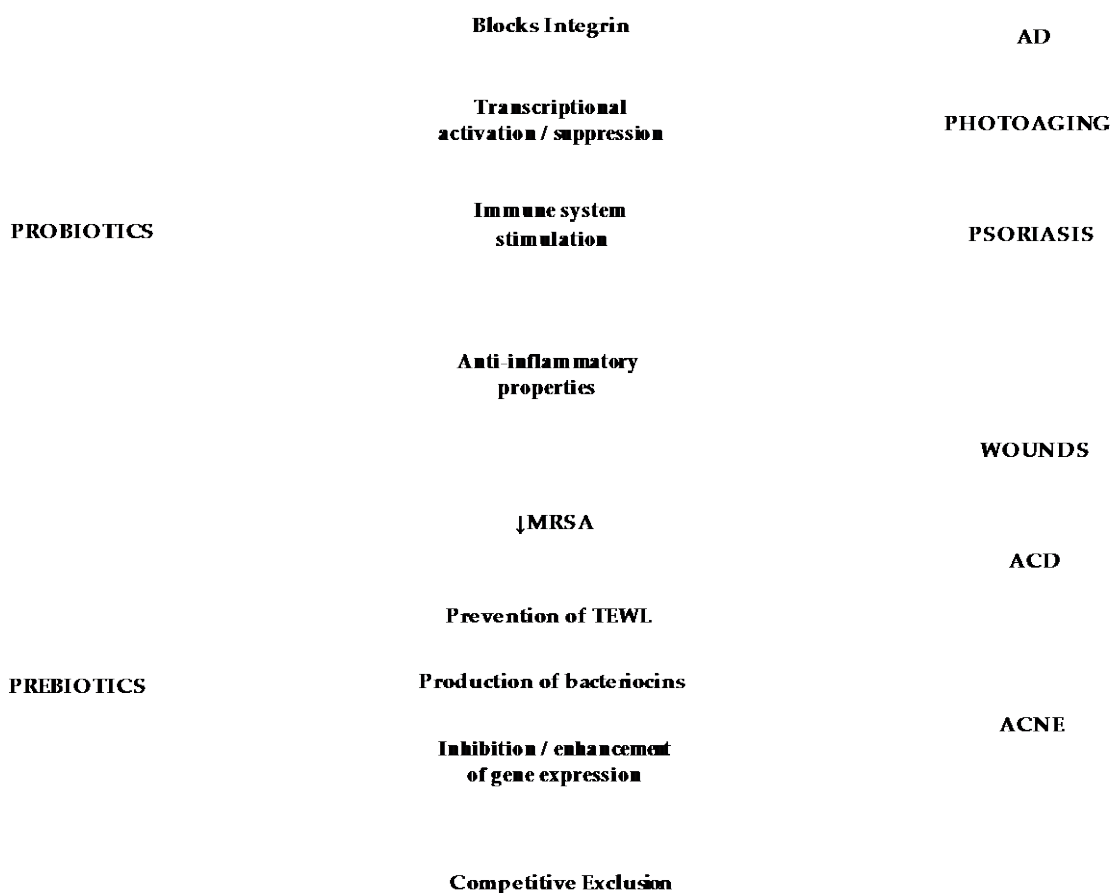 PROBIOTICS
PREBIOTICS
Blocks Integrin
Transcriptional
activation / suppression
Immune system
stimulation
Anti-inflammatory
properties
↓MRSA
Prevention of TEWL
Production of bacteriocins
Inhibition / enhancement
of gene expression
Competitive Exclusion
AD
PHOTOAGING
PSORIASIS
WOUNDS
ACD
ACNE